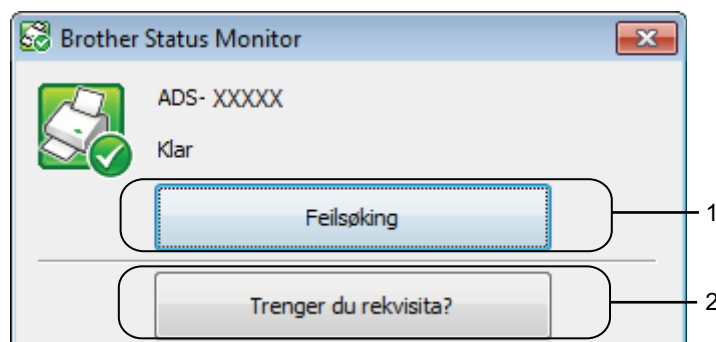 Brother Status Monitor
ADS- XXXXX
Klar
Feilsøking
1
Trenger du rekvisita?
2